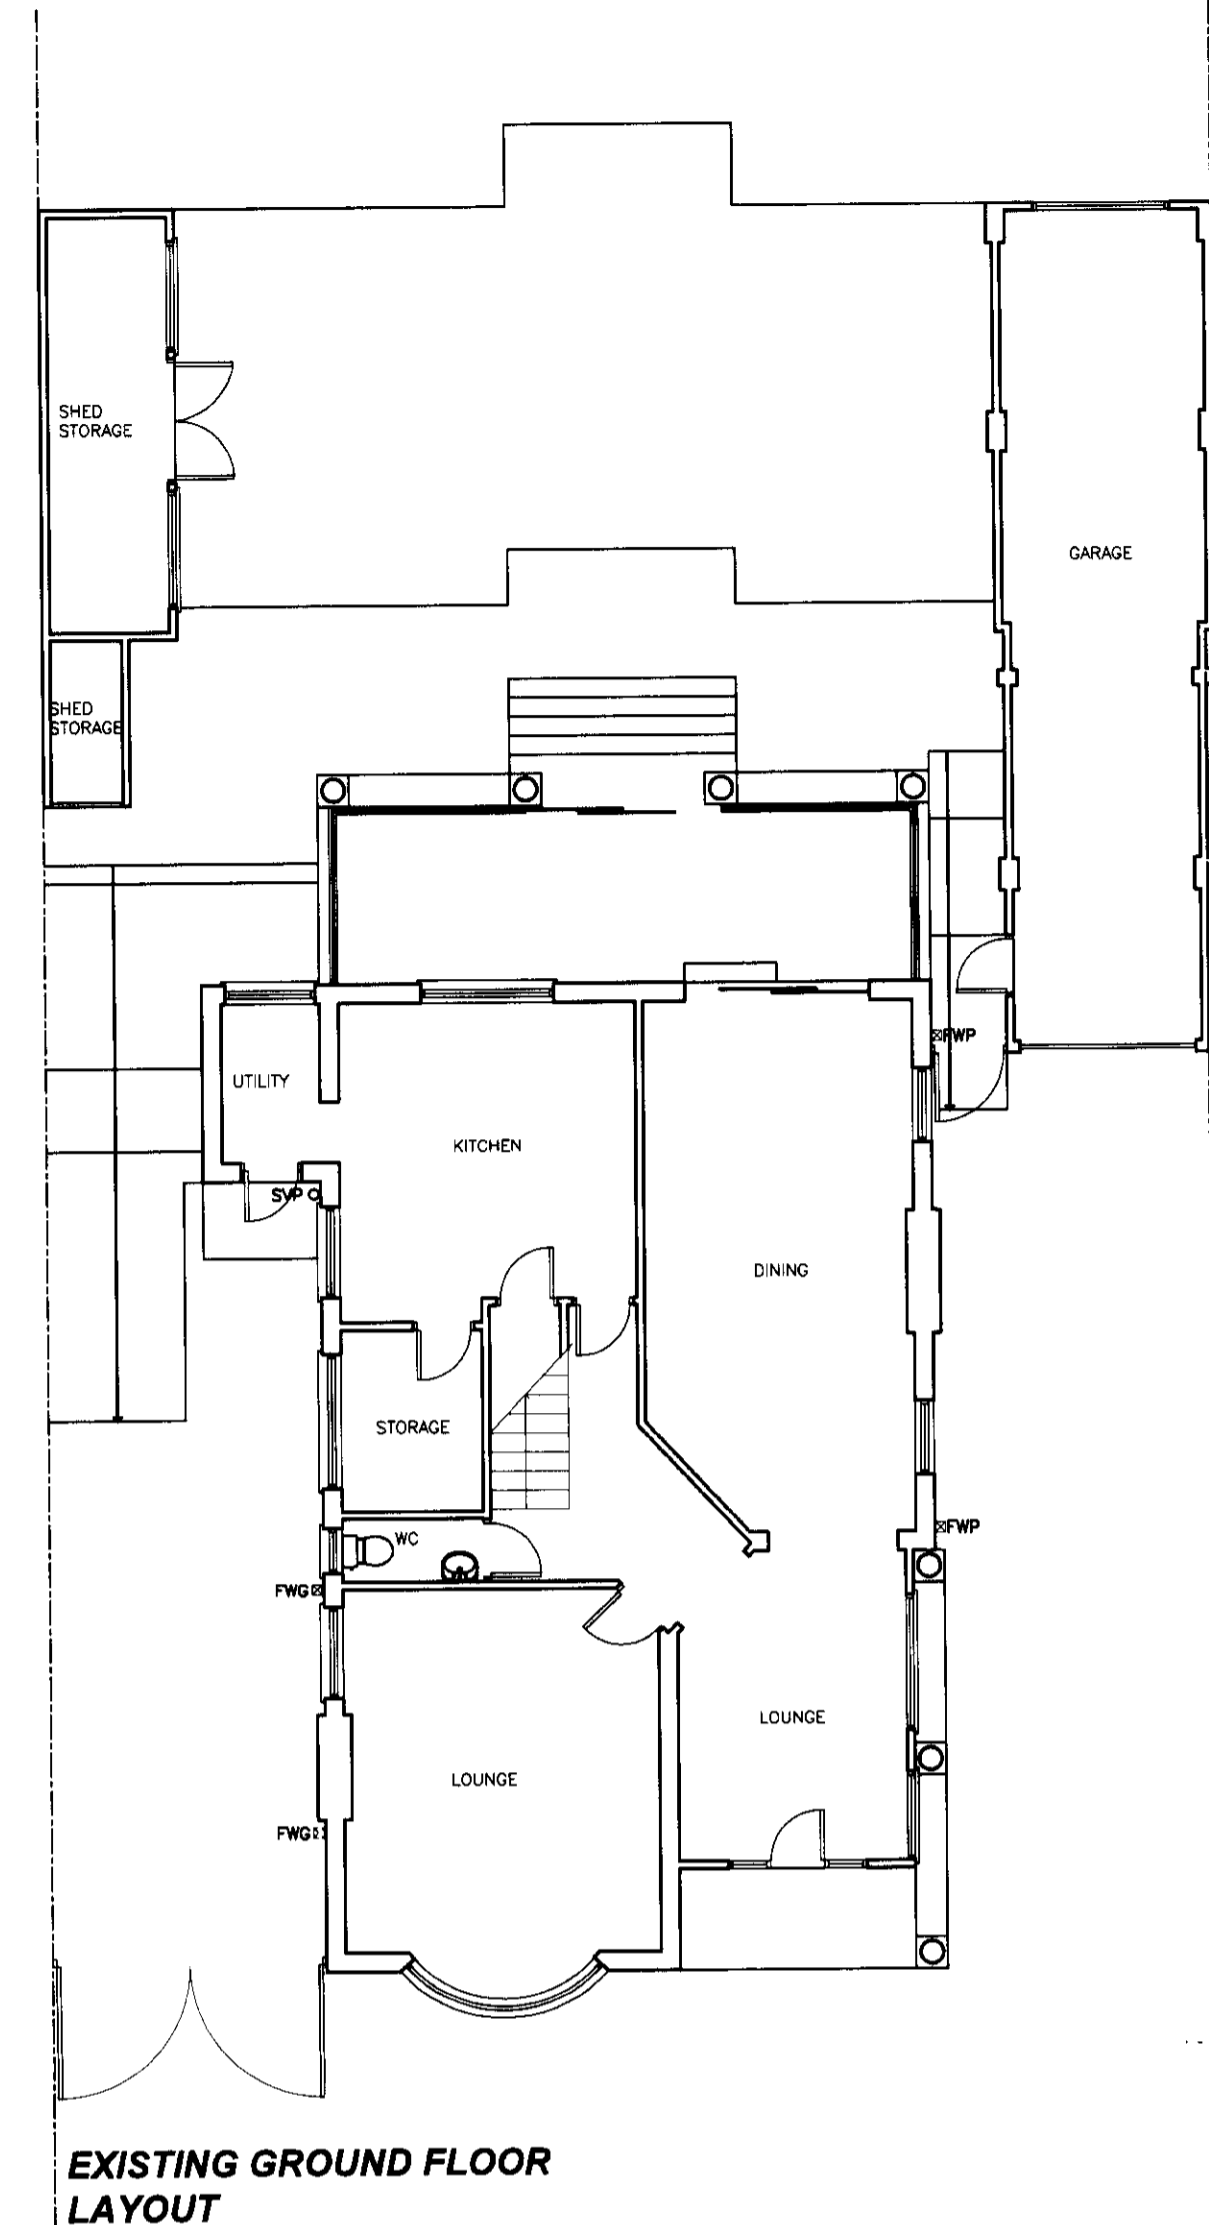 SHED
STORAGE
GARAGE
SHED
STORAGE
FWP
UTILITY
KITCHEN
SVP
DINING
STORAGE
WC
FWP
FWG
LOUNGE
LOUNGE
FWG
EXISTING GROUND FLOOR
LAYOUT